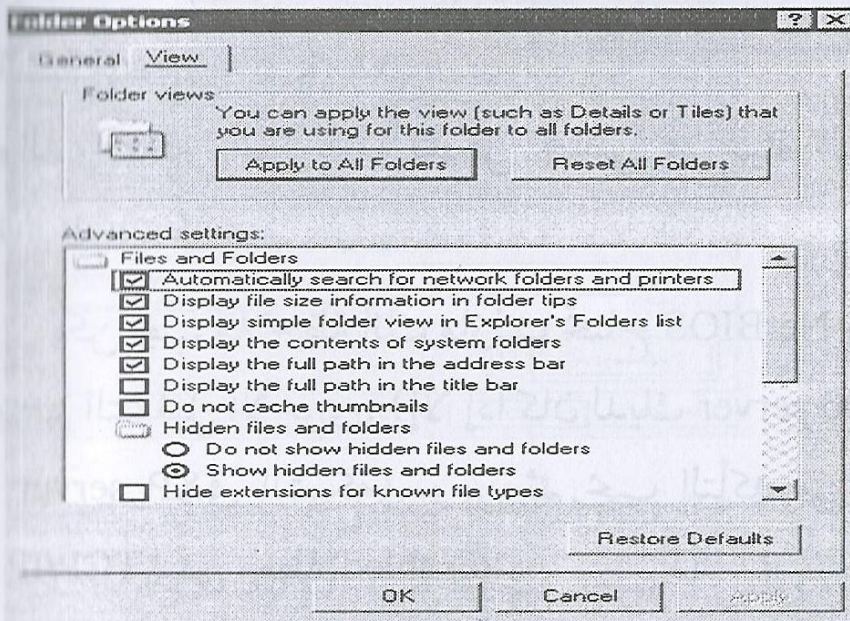 Folder Options
General View
Folder views
You can apply the view (such as Details or Tiles) that
you are using for this folder to all folders.
Apply to All Folders Reset All Folders
Advanced settings:
Files and Folders
Automatically search for network folders and printers
Display file size information in folder tips
Display simple folder view in Explorer's Folders list
Display the contents of system folders
Display the full path in the address bar
Display the full path in the title bar
Do not cache thumbnails
Hidden files and folders
Do not show hidden files and folders
Show hidden files and folders
Hide extensions for known file types
Restore Defaults
OK Cancel Apply